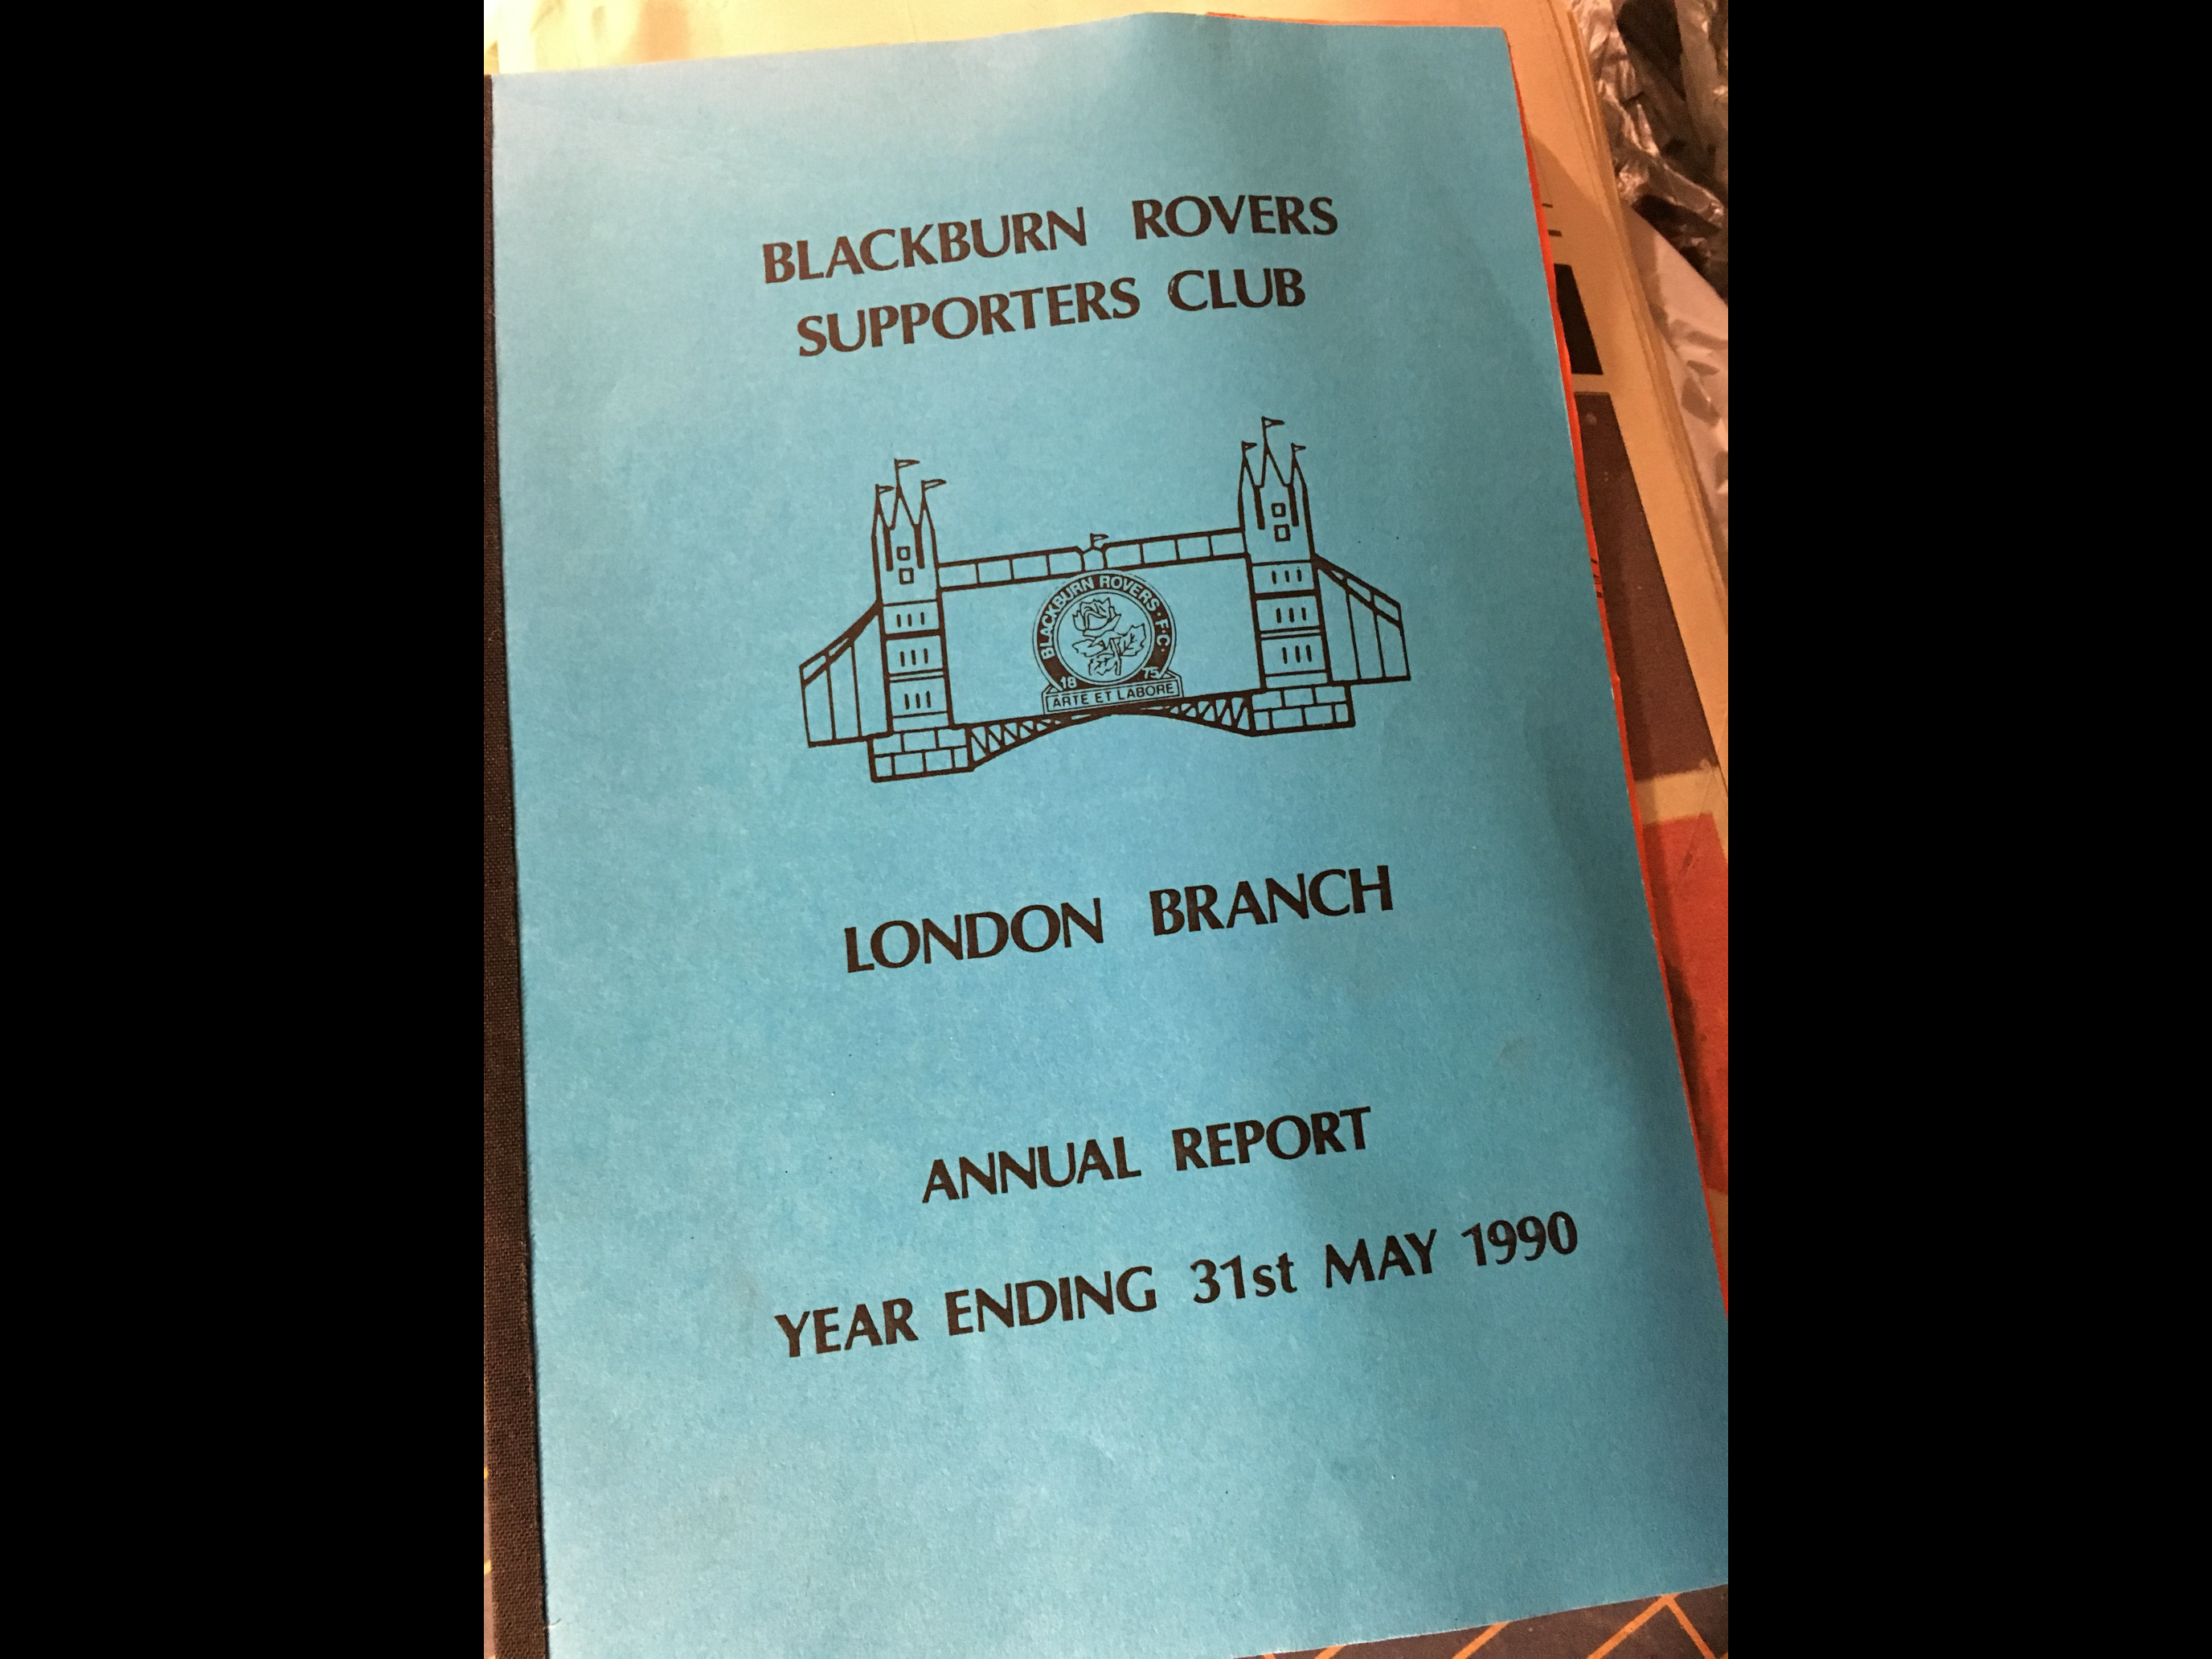 BLACKBURN ROVERS
SUPPORTERS CLUB
BLACKBURN ROVERS · F.C.
18 75
ARTE ET LABORE
LONDON BRANCH
ANNUAL REPORT
YEAR ENDING 31st MAY 1990